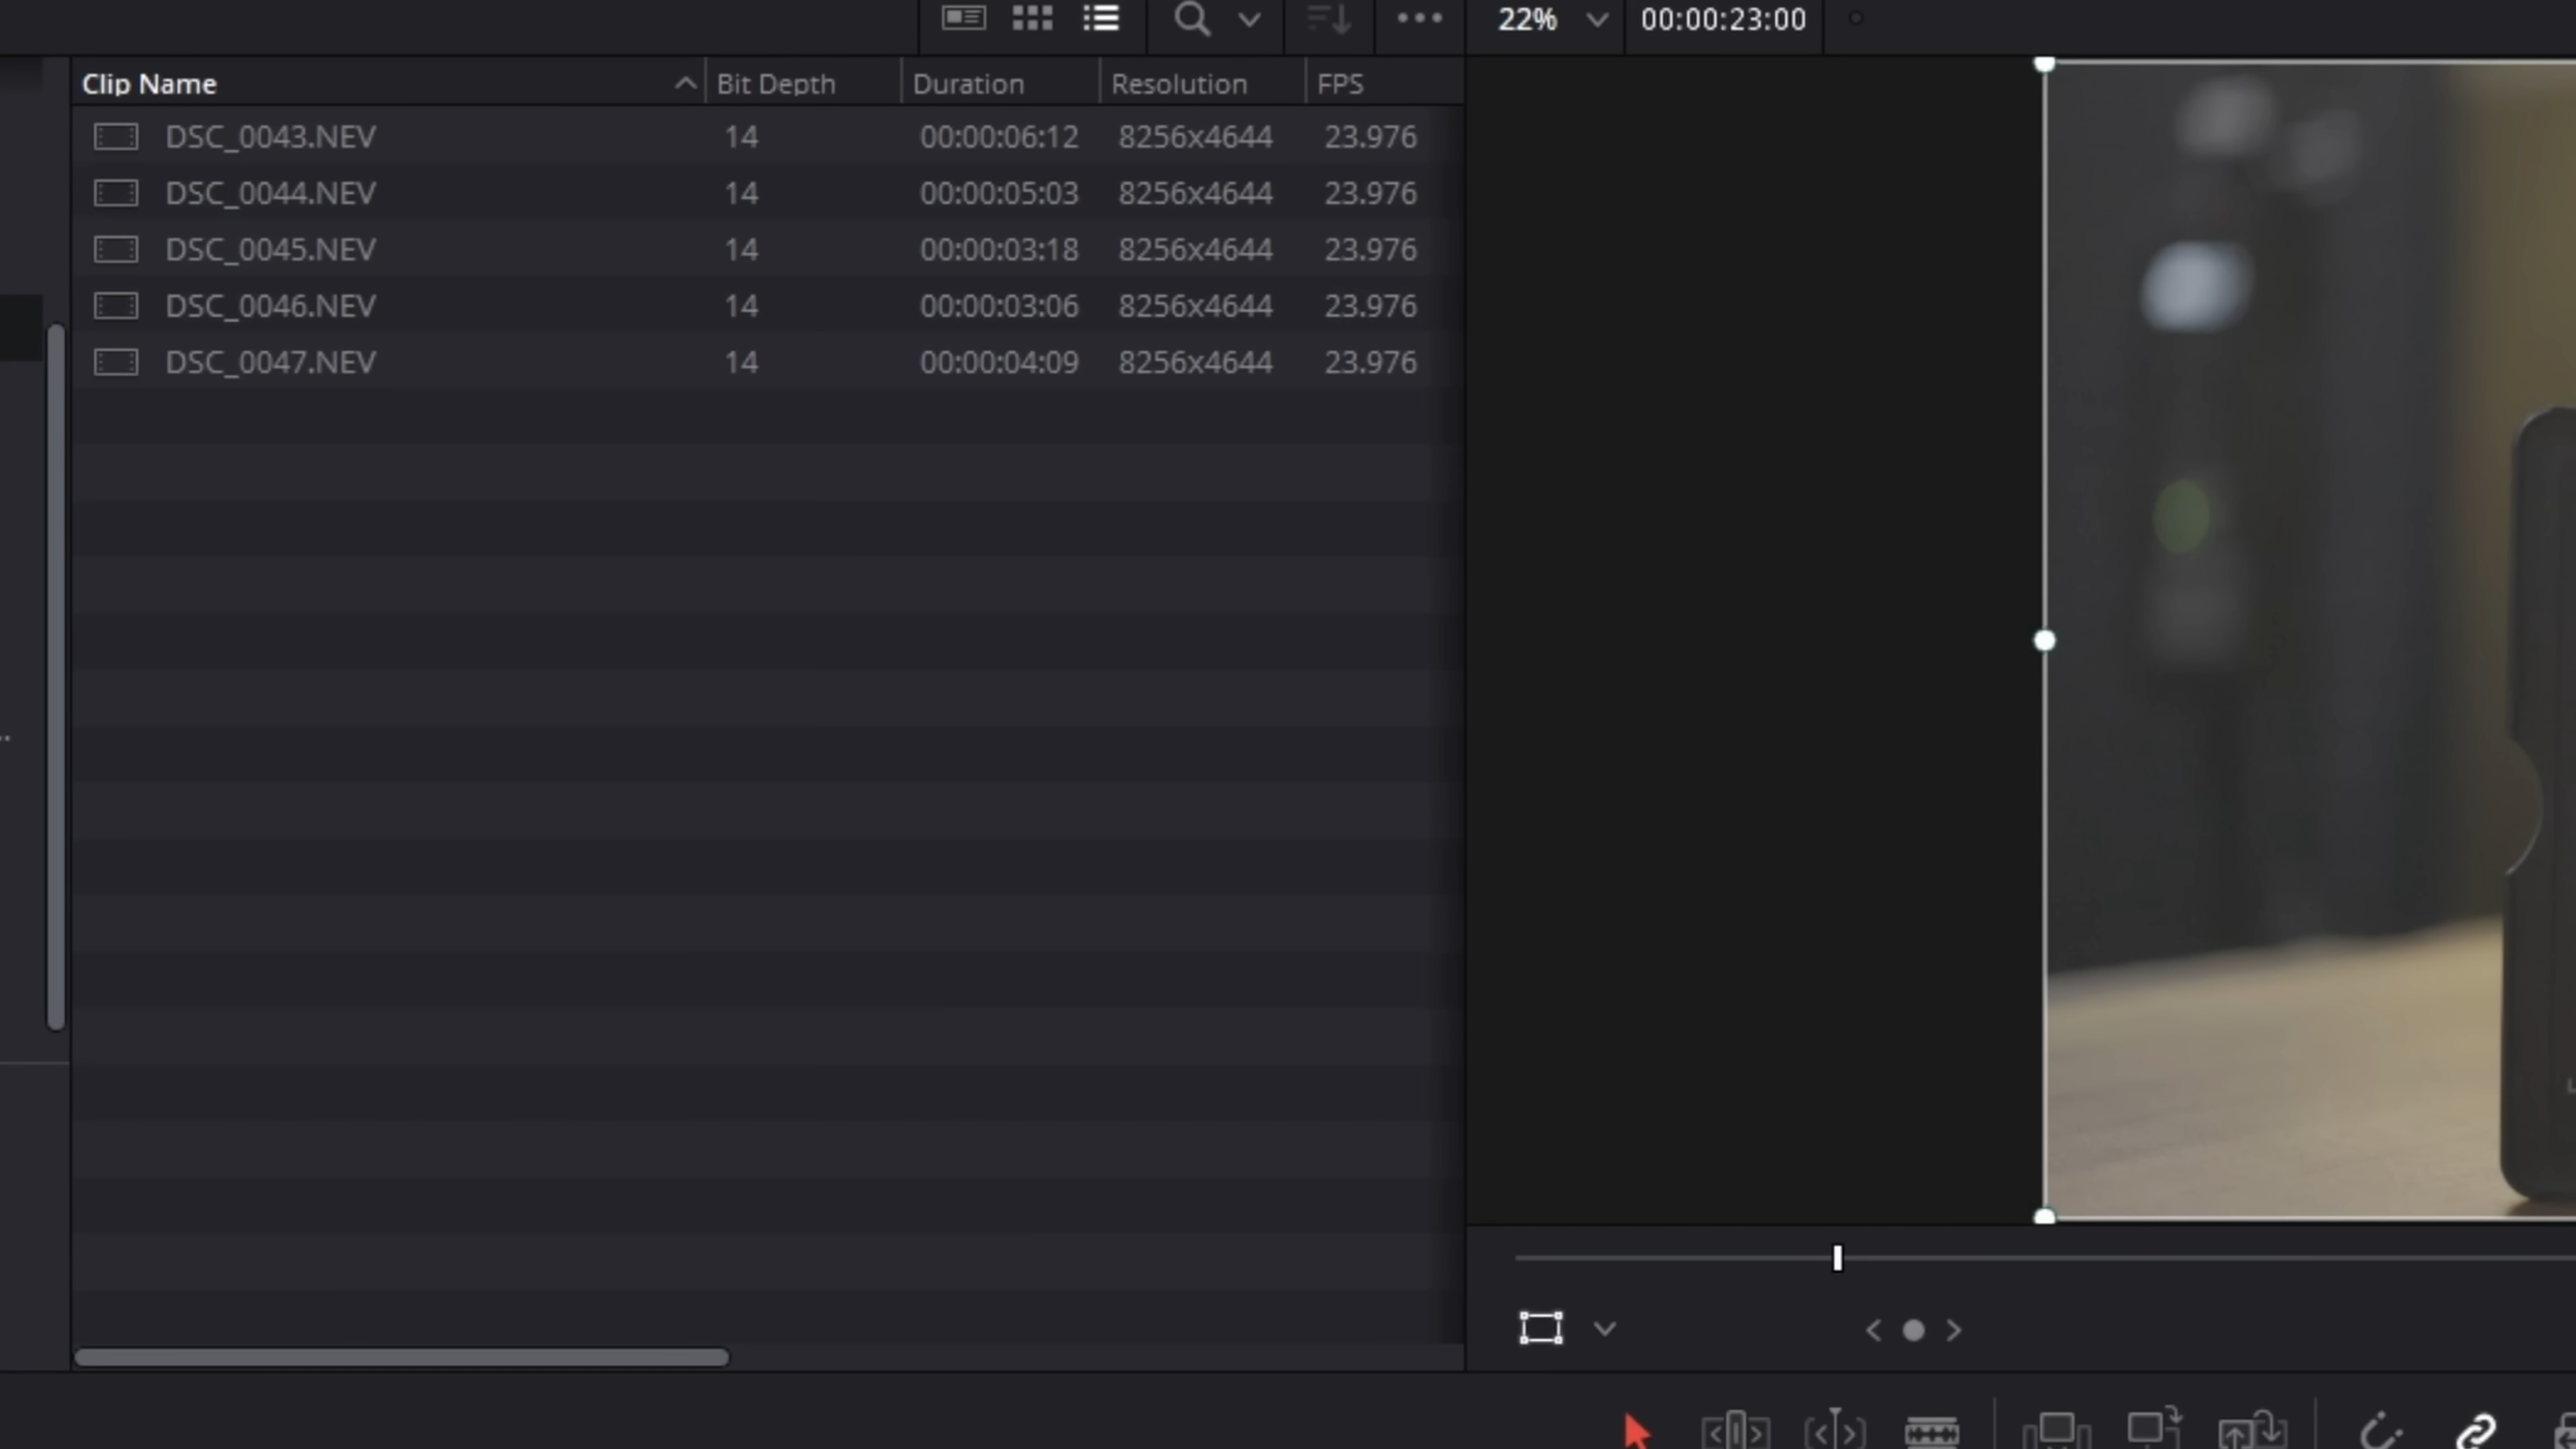 22% 00:00:23:00
Clip Name Bit Depth Duration Resolution FPS
DSC_0043.NEV 14 00:00:06:12 8256x4644 23.976
DSC_0044.NEV 14 00:00:05:03 8256x4644 23.976
DSC_0045.NEV 14 00:00:03:18 8256x4644 23.976
DSC_0046.NEV 14 00:00:03:06 8256x4644 23.976
DSC_0047.NEV 14 00:00:04:09 8256x4644 23.976